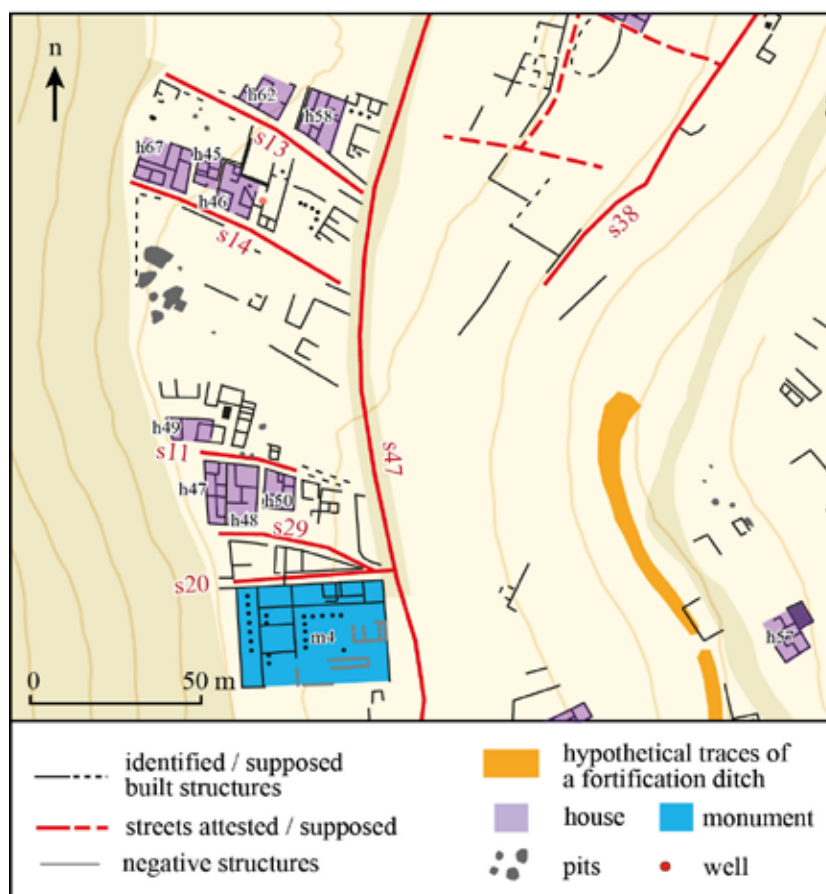 n
h62
h58
s13
h67
h45
h46
s14
s38
h49
s11
s47
h47
h50
h48
s29
s20
m4
h57
0 50 m
identified / supposed
built structures
streets attested / supposed
negative structures
hypothetical traces of
a fortification ditch
house
monument
pits
well